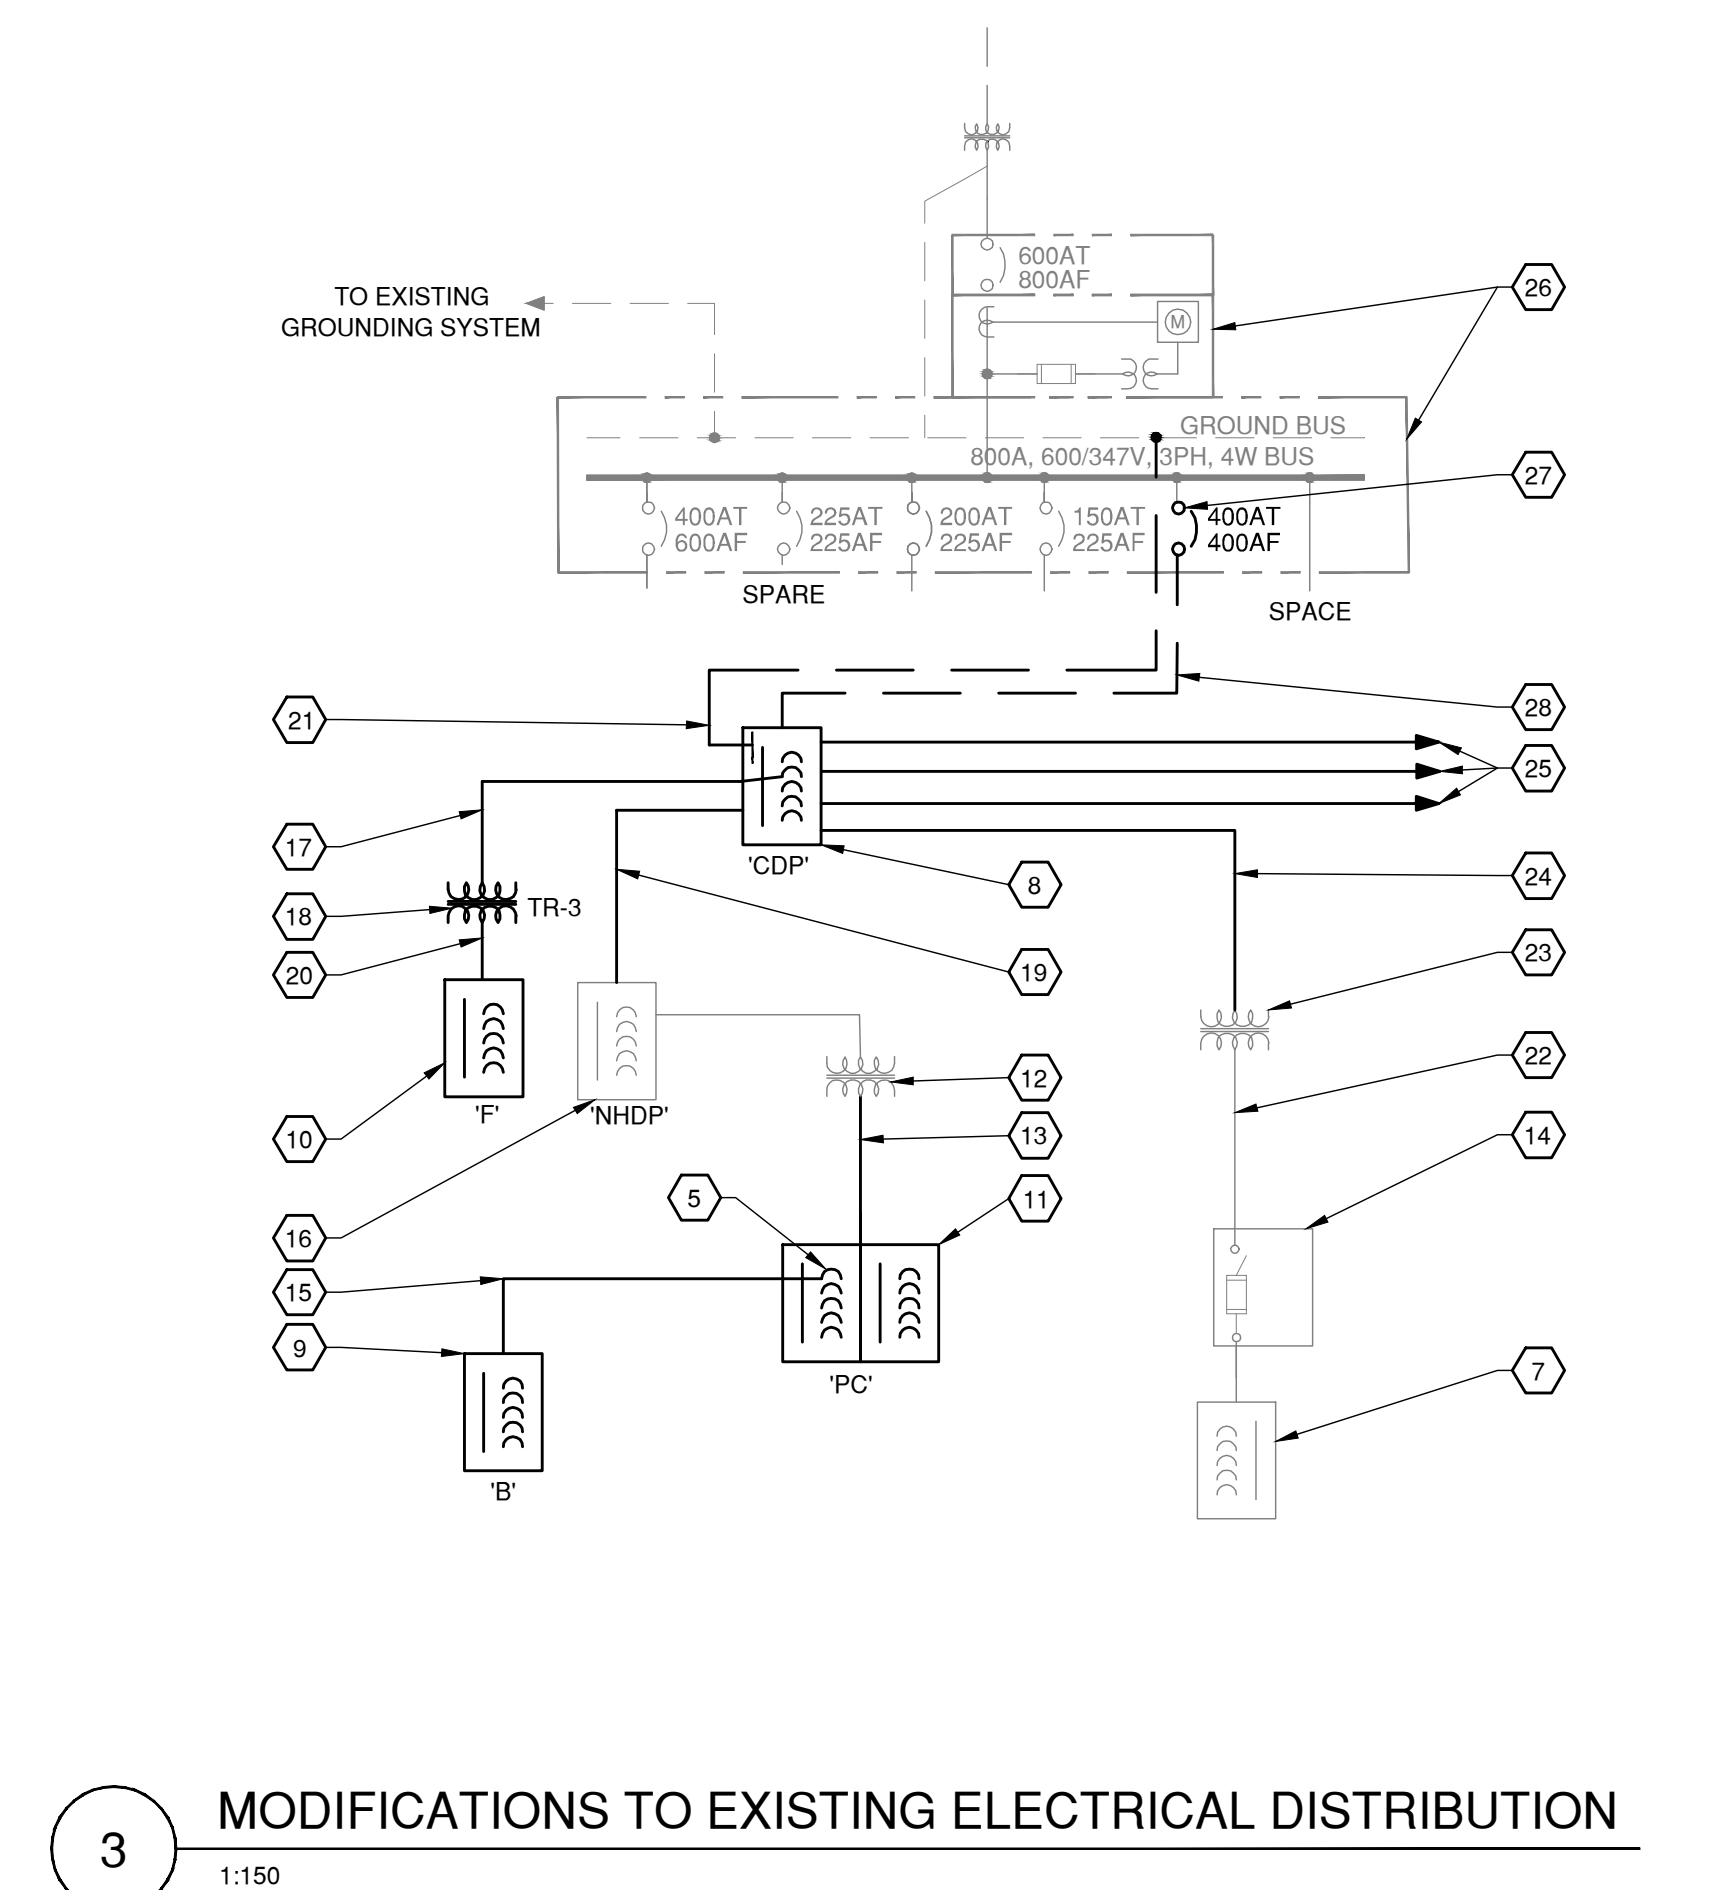 600AT
800AF
TO EXISTING
GROUNDING SYSTEM
26
M
GROUND BUS
800A, 600/347V, 3PH, 4W BUS
27
400AT
600AF
225AT
225AF
200AT
225AF
150AT
225AF
400AT
400AF
SPARE
SPACE
21
28
25
17
'CDP'
8
24
18
TR-3
20
19
23
10
'F'
'NHDP'
12
22
13
14
16
5
11
15
9
'PC'
7
'B'
3
MODIFICATIONS TO EXISTING ELECTRICAL DISTRIBUTION
1:150